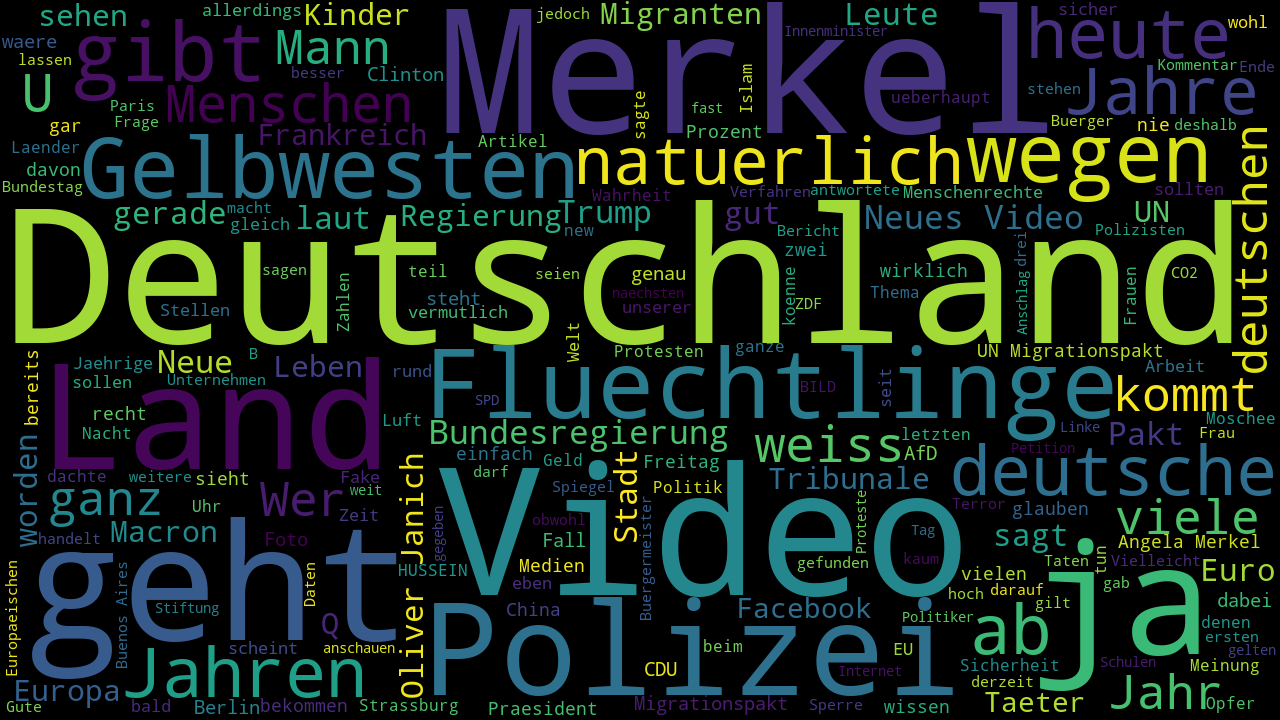 sehen
allerdings
Kinder
jedoch
Migranten
Leute
sicher
wohl
waere
gibt
Mann
Merkel
Innenminister
heute
lassen
besser
Clinton
Kommentar
Ende
U
Menschen
Paris
Frage
sagte
Islam
ueberhaupt
stehen
Jahre
fast
gar
Frankreich
Artikel
Prozent
Buerger
nie
deshalb
Laender
davon
Bundestag
Gelbwesten
natuerlich
wegen
deutschen
Wahrheit
Verfahren
antwortete
Menschenrechte
sollten
gerade
macht
gleich
laut
Regierung
Trump
new
gut
Bericht
Neues Video
UN
Polizisten
Deutschland
zwei
sagen
Zahlen
teil
seien
genau
wirklich
Anschlag
drei
Frauen
CO2
Stellen
steht
vermutlich
naechsten
unserer
koenne
ZDF
Thema
bereits
Jaehrige
Neue
B
Leben
Welt
Protesten
ganze
UN Migrationspakt
Arbeit
sollen
Unternehmen
rund
Fluechtlinge
SPD
BILD
seit
kommt
recht
Nacht
Land
Luft
Bundesregierung
weiss
letzten
AfD
Linke
Pakt
Moschee
Frau
Petition
worden
dachte
weitere
sieht
Fake
einfach
Geld
Stadt
Freitag
Tribunale
deutsche
ganz
Uhr
Wer
weit
Oliver Janich
darf
Spiegel
Politik
Terror
glauben
viele
handelt
Macron
Foto
Zeit
gegeben
Video
obwohl
Fall
Buergermeister
Proteste
Tag
sagt
Angela Merkel
geht
Daten
HUSSEIN
eben
Medien
gefunden
kaum
Taten
tun
Vielleicht
Euro
Europaeischen
Buenos Aires
Stiftung
vielen
hoch
darauf
gab
ja
dabei
Q
China
Polizei
Facebook
Politiker
ab
gilt
denen
ersten
scheint
anschauen
CDU
beim
EU
Internet
Sicherheit
derzeit
Schulen
gelten
Meinung
Europa
Jahren
Gute
bald
Berlin
bekommen
Strassburg
Praesident
Migrationspakt
Sperre
wissen
Taeter
Jahr
Opfer